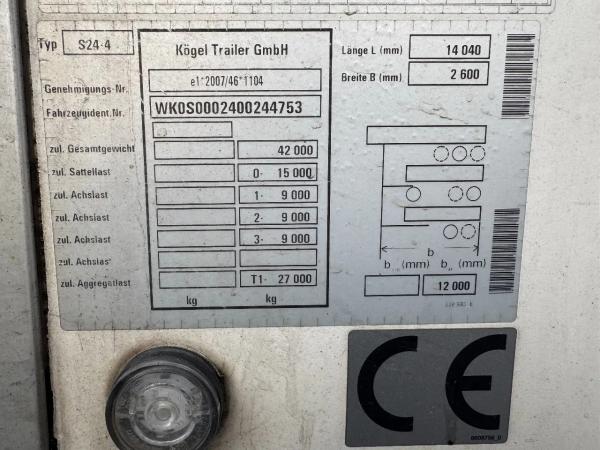 Typ S24-4
Kögel Trailer GmbH
Genehmigungs-Nr. e1*2007/46*1104
Fahrzeugident.Nr. WK0S0002400244753
zul. Gesamtgewicht 42 000
zul. Sattellast 0- 15 000
zul. Achslast 1- 9 000
zul. Achslast 2- 9 000
zul. Achslast 3- 9 000
zul. Achslast
zul. Aggregatlast T1- 27 000
kg kg
Länge L (mm) 14 040
Breite B (mm) 2 600
b
b (mm) b (mm)
12 000
CE